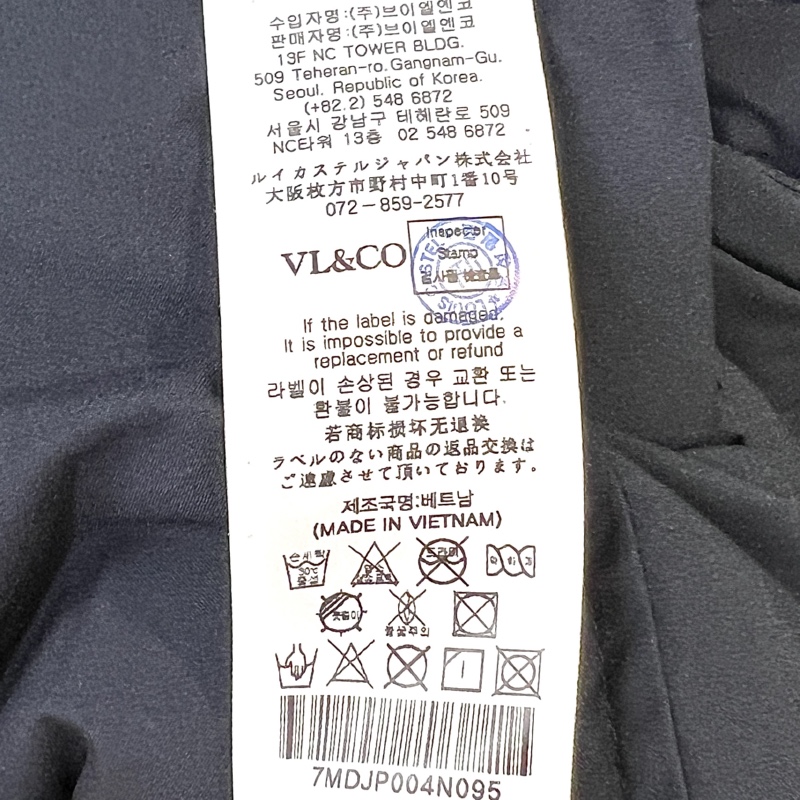 수입자명:(주)브이엘엔코
판매자명:(주)브이엘엔코
13F NC TOWER BLDG.
509 Teheran-ro. Gangnam-Gu.
Seoul. Republic of Korea.
(+82.2) 548 6872
서울시 강남구 테헤란로 509
NC타워 13층 02 548 6872
ルイカステルジャパン株式会社
大阪枚方市野村中町1番10号
072-859-2577
VL&CO
Inspector
Stamp
If the label is damaged.
It is impossible to provide a
replacement or refund
라벨이 손상된 경우 교환 또는
환불이 불가능합니다.
若商标损坏无退换
ラベルのない商品の返品交換は
ご遠慮させて頂いております。
제조국명:베트남
(MADE IN VIETNAM)
손세탁
30℃
중성
드라이
7MDJP004N095